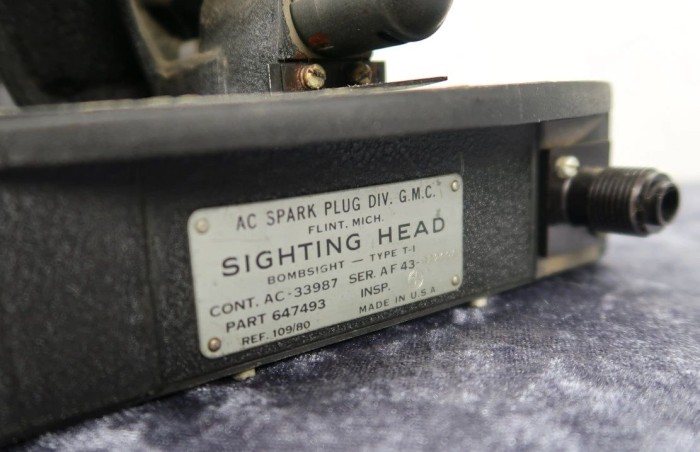 AC SPARK PLUG DIV. G.M.C.
FLINT, MICH.
SIGHTING HEAD
BOMBSIGHT — TYPE T-1
CONT. AC-33987 SER. AF 43-
PART 647493 INSP.
REF. 109/80 MADE IN U.S.A.